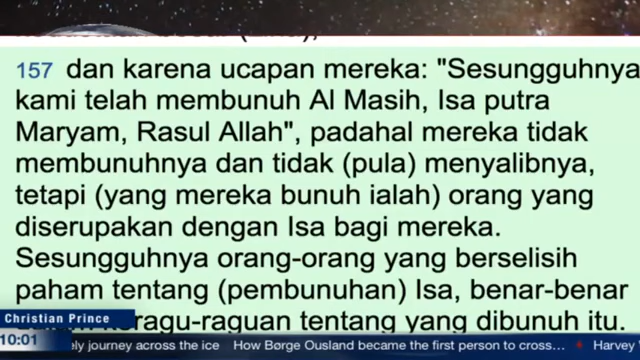 157 dan karena ucapan mereka: "Sesungguhnya
kami telah membunuh Al Masih, Isa putra
Maryam, Rasul Allah", padahal mereka tidak
membunuhnya dan tidak (pula) menyalibnya,
tetapi (yang mereka bunuh ialah) orang yang
diserupakan dengan Isa bagi mereka.
Sesungguhnya orang-orang yang berselisih
paham tentang (pembunuhan) Isa, benar-benar
ragu-raguan tentang yang dibunuh itu.
Christian Prince
10:01 ely journey across the ice How Børge Ousland became the first person to cross... Harvey